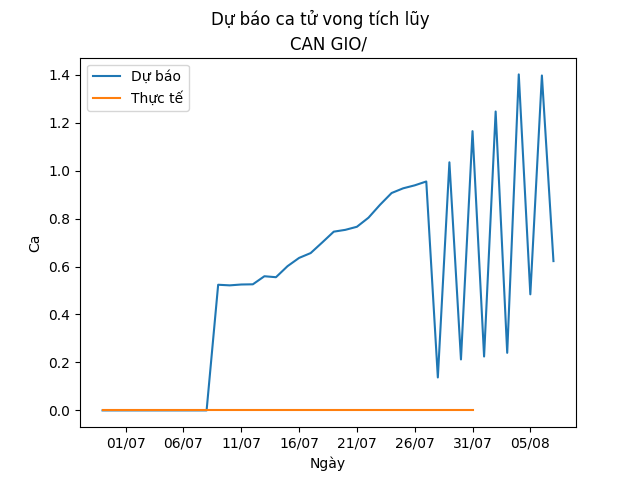 Dự báo ca tử vong tích lũy
CAN GIO/
Dự báo
Thực tế
Ca
1.4
1.2
1.0
0.8
0.6
0.4
0.2
0.0
01/07 06/07 11/07 16/07 21/07 26/07 31/07 05/08
Ngày